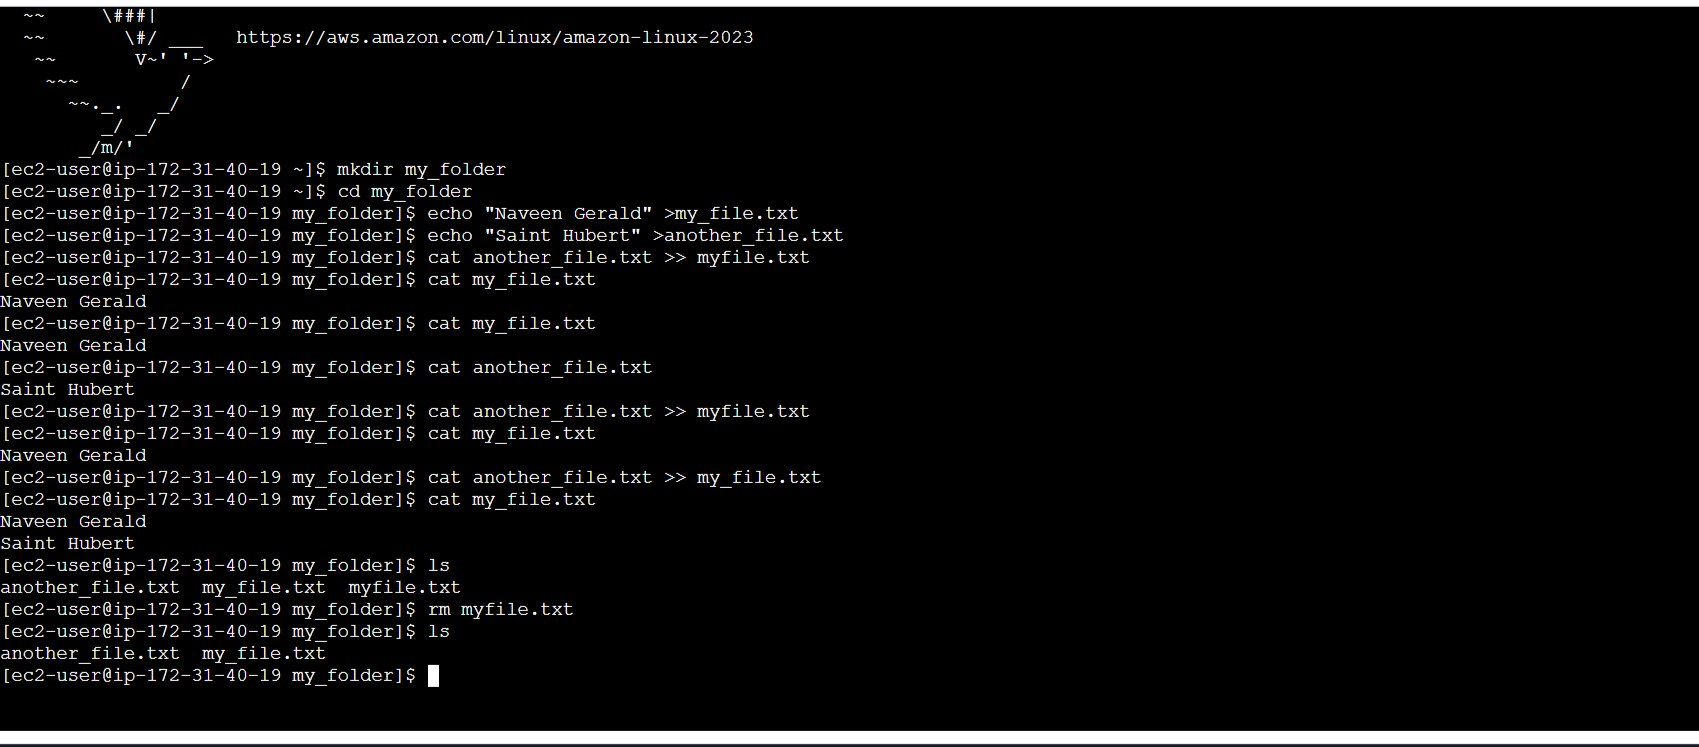 ~~     \###|
~~       \#/ ___   https://aws.amazon.com/linux/amazon-linux-2023
~~       V~' '->
~~~         /
~~._.   _/
_/ _/
_/m/'
[ec2-user@ip-172-31-40-19 ~]$ mkdir my_folder
[ec2-user@ip-172-31-40-19 ~]$ cd my_folder
[ec2-user@ip-172-31-40-19 my_folder]$ echo "Naveen Gerald" >my_file.txt
[ec2-user@ip-172-31-40-19 my_folder]$ echo "Saint Hubert" >another_file.txt
[ec2-user@ip-172-31-40-19 my_folder]$ cat another_file.txt >> myfile.txt
[ec2-user@ip-172-31-40-19 my_folder]$ cat my_file.txt
Naveen Gerald
[ec2-user@ip-172-31-40-19 my_folder]$ cat my_file.txt
Naveen Gerald
[ec2-user@ip-172-31-40-19 my_folder]$ cat another_file.txt
Saint Hubert
[ec2-user@ip-172-31-40-19 my_folder]$ cat another_file.txt >> myfile.txt
[ec2-user@ip-172-31-40-19 my_folder]$ cat my_file.txt
Naveen Gerald
[ec2-user@ip-172-31-40-19 my_folder]$ cat another_file.txt >> my_file.txt
[ec2-user@ip-172-31-40-19 my_folder]$ cat my_file.txt
Naveen Gerald
Saint Hubert
[ec2-user@ip-172-31-40-19 my_folder]$ ls
another_file.txt  my_file.txt  myfile.txt
[ec2-user@ip-172-31-40-19 my_folder]$ rm myfile.txt
[ec2-user@ip-172-31-40-19 my_folder]$ ls
another_file.txt  my_file.txt
[ec2-user@ip-172-31-40-19 my_folder]$